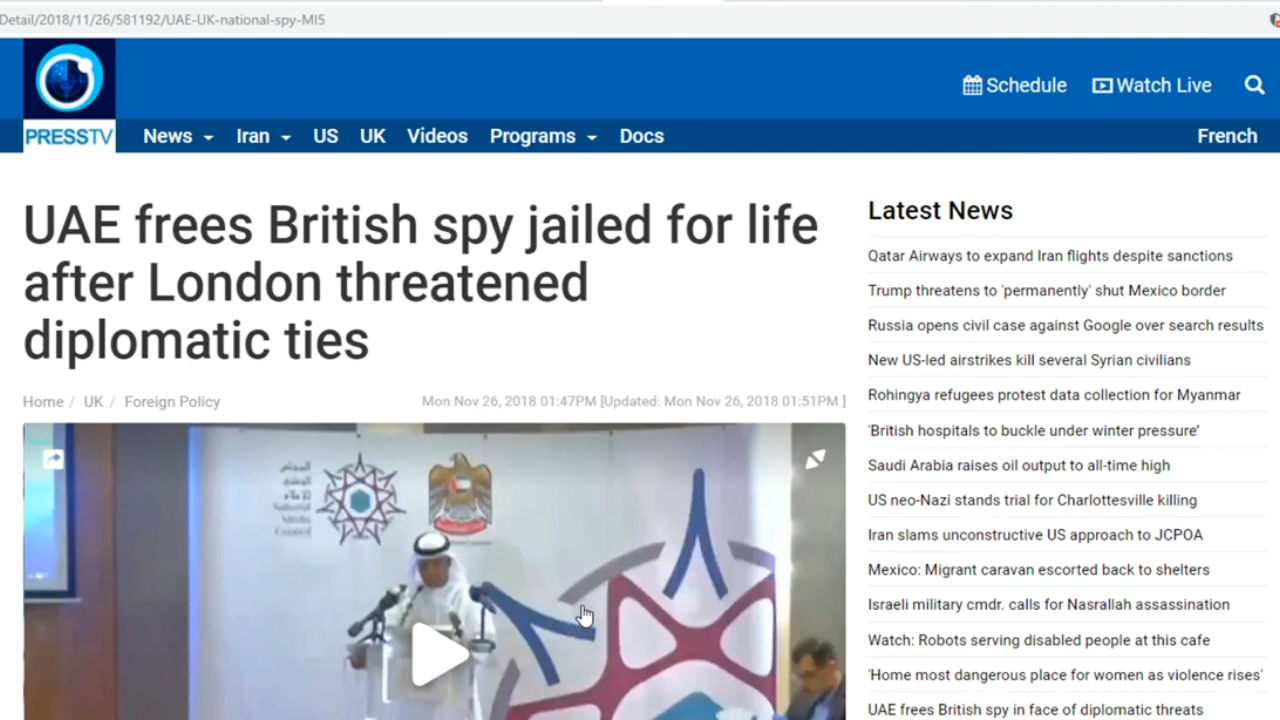 Detail/2018/11/26/581192/UAE-UK-national-spy-MI5
Schedule
Watch Live
PRESSTV
News
Iran
US
UK
Videos
Programs
Docs
French
UAE frees British spy jailed for life
after London threatened
diplomatic ties
Home / UK / Foreign Policy
Mon Nov 26, 2018 01:47PM [Updated: Mon Nov 26, 2018 01:51PM ]
المجلس
الوطني
للإعلام
National
Media
Council
Latest News
Qatar Airways to expand Iran flights despite sanctions
Trump threatens to 'permanently' shut Mexico border
Russia opens civil case against Google over search results
New US-led airstrikes kill several Syrian civilians
Rohingya refugees protest data collection for Myanmar
'British hospitals to buckle under winter pressure'
Saudi Arabia raises oil output to all-time high
US neo-Nazi stands trial for Charlottesville killing
Iran slams unconstructive US approach to JCPOA
Mexico: Migrant caravan escorted back to shelters
Israeli military cmdr. calls for Nasrallah assassination
Watch: Robots serving disabled people at this cafe
'Home most dangerous place for women as violence rises'
UAE frees British spy in face of diplomatic threats